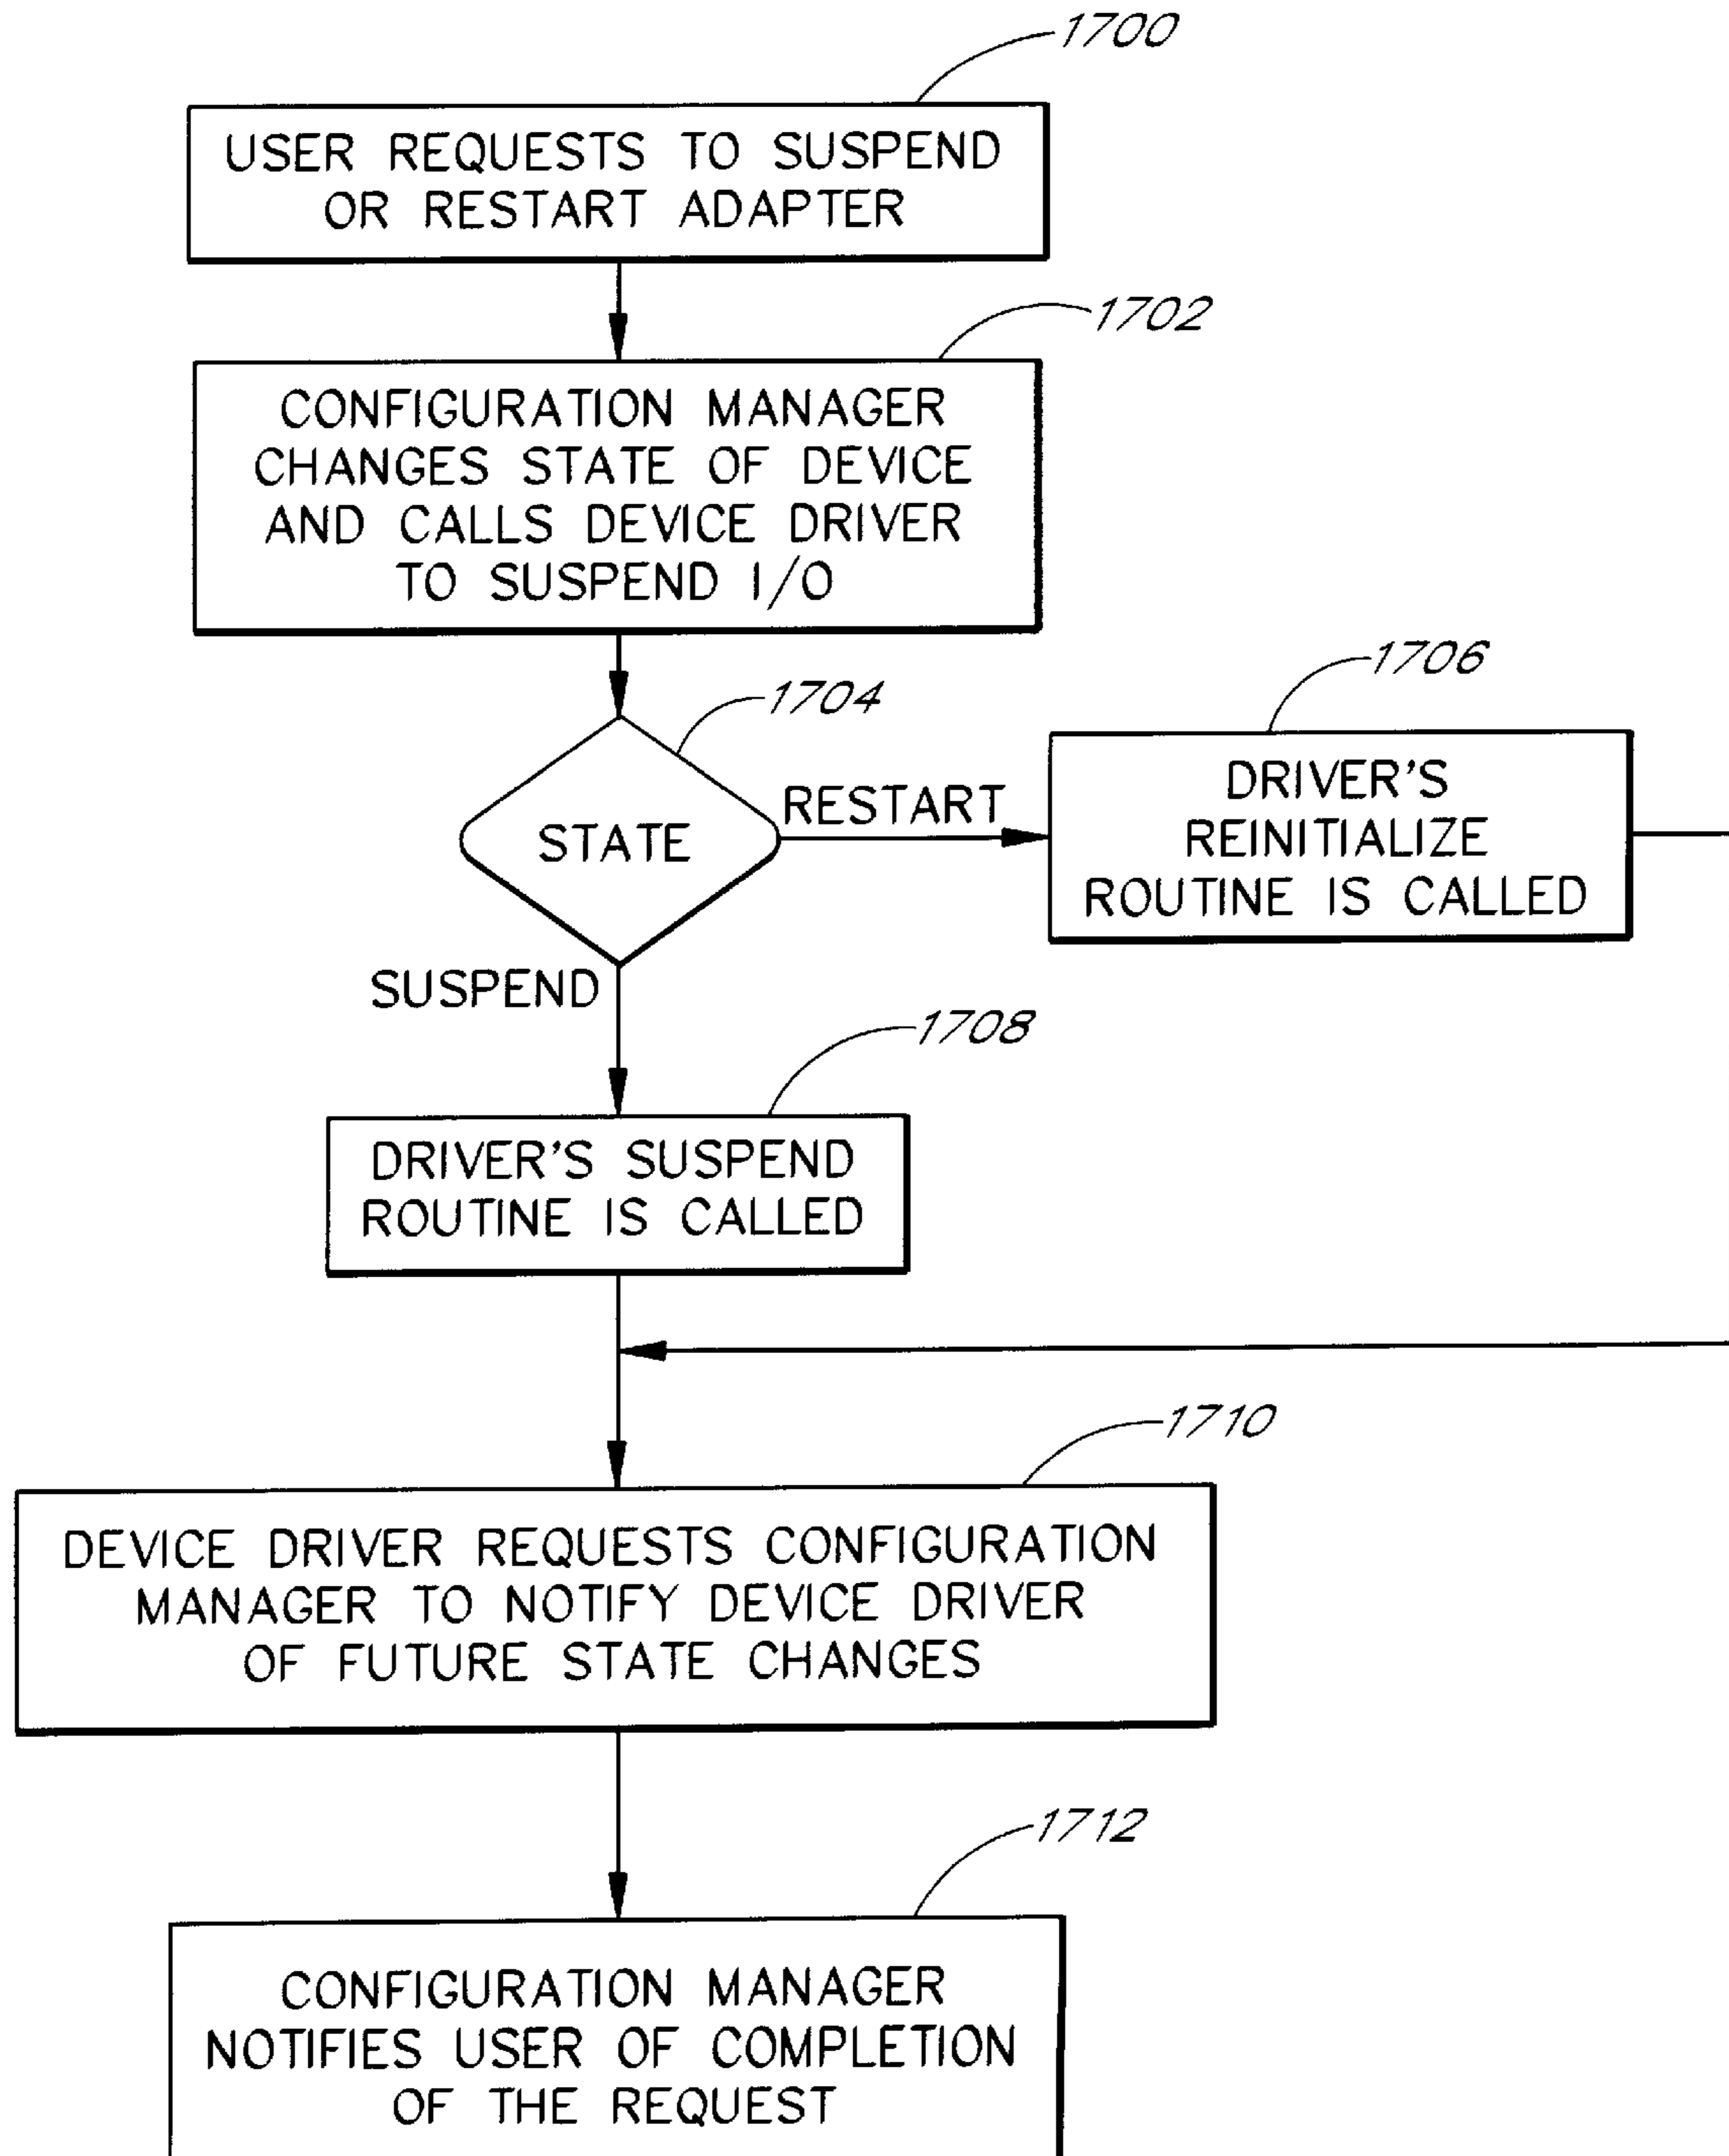 1700
USER REQUESTS TO SUSPEND
OR RESTART ADAPTER
1702
CONFIGURATION MANAGER
CHANGES STATE OF DEVICE
AND CALLS DEVICE DRIVER
TO SUSPEND I/O
1704
STATE
RESTART
1706
DRIVER'S
REINITIALIZE
ROUTINE IS CALLED
SUSPEND
1708
DRIVER'S SUSPEND
ROUTINE IS CALLED
1710
DEVICE DRIVER REQUESTS CONFIGURATION
MANAGER TO NOTIFY DEVICE DRIVER
OF FUTURE STATE CHANGES
1712
CONFIGURATION MANAGER
NOTIFIES USER OF COMPLETION
OF THE REQUEST